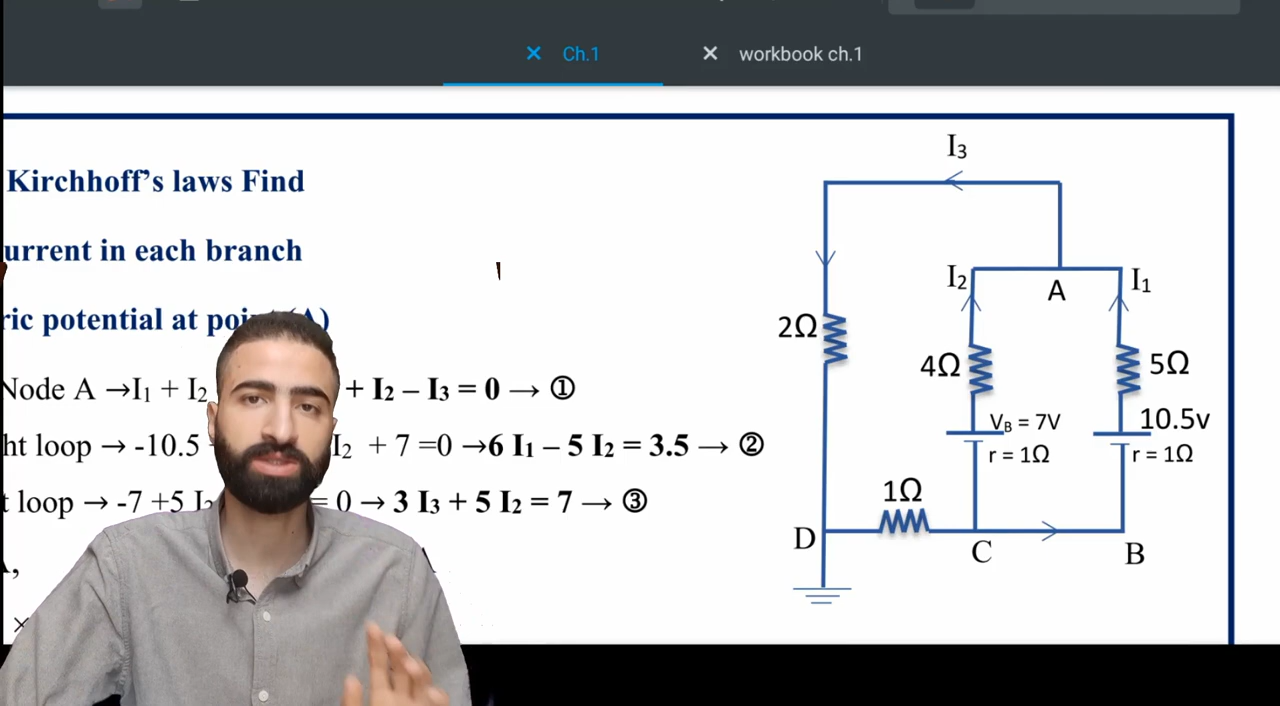 Ch.1
workbook ch.1
Kirchhoff's laws Find
urrent in each branch
ric potential at poi (A)
Node A →I₁ + I₂ + I₂ – I₃ = 0 → ①
ht loop → -10.5 I₂ + 7 =0 →6 I₁ – 5 I₂ = 3.5 → ②
t loop → -7 +5 I₂ = 0 → 3 I₃ + 5 I₂ = 7 → ③
I₃
I₂
A
I₁
2Ω
4Ω
5Ω
V_B = 7V
10.5v
r = 1Ω
r = 1Ω
1Ω
D
C
B